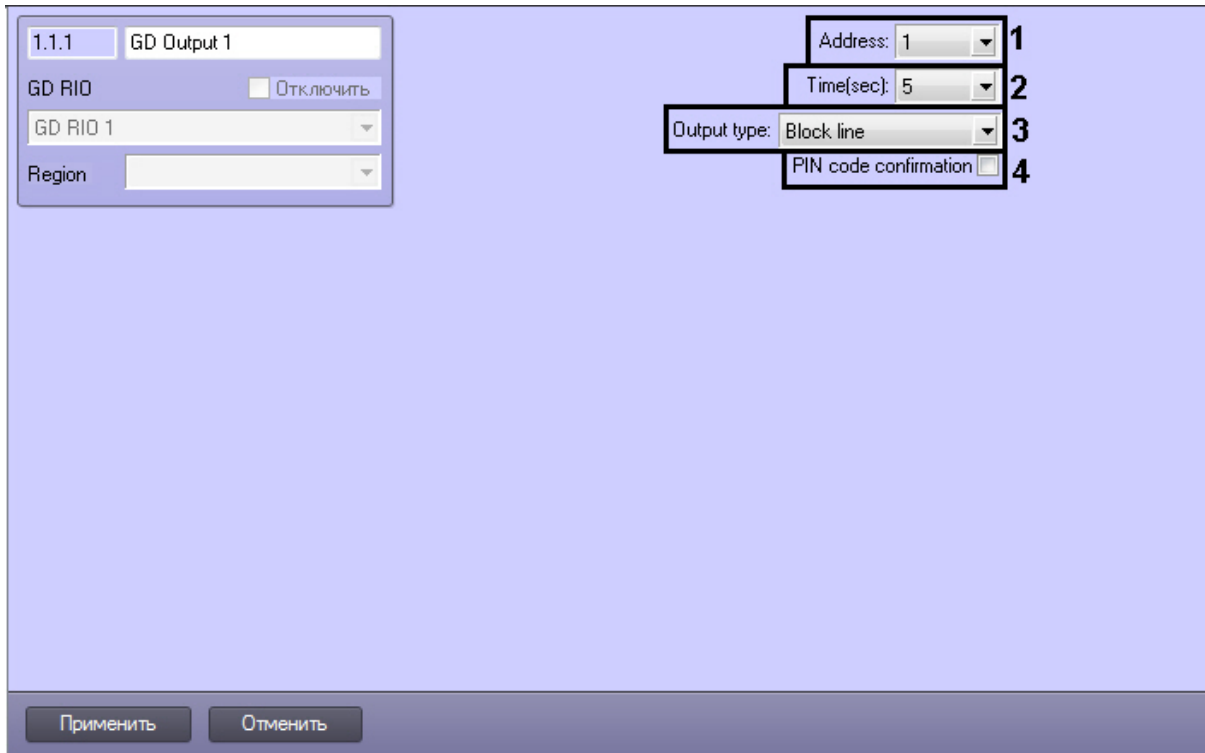 1.1.1 GD Output 1
GD RIO Отключить
GD RIO 1
Region
Address: 1 1
Time(sec): 5 2
Output type: Block line 3
PIN code confirmation 4
Применить Отменить